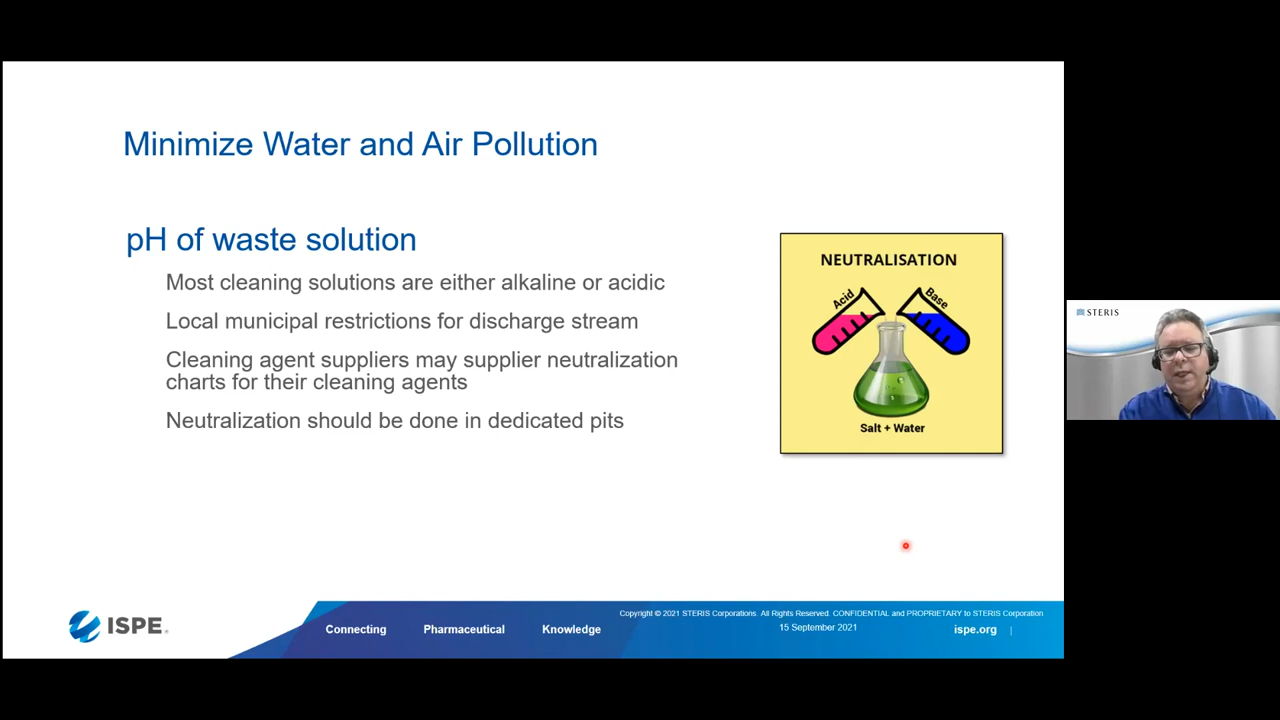 Minimize Water and Air Pollution
pH of waste solution
Most cleaning solutions are either alkaline or acidic
Local municipal restrictions for discharge stream
Cleaning agent suppliers may supplier neutralization
charts for their cleaning agents
Neutralization should be done in dedicated pits
NEUTRALISATION
Acid
Base
Salt + Water
STERIS
ISPE®
Connecting
Pharmaceutical
Knowledge
Copyright © 2021 STERIS Corporations. All Rights Reserved. CONFIDENTIAL and PROPRIETARY to STERIS Corporation
15 September 2021
ispe.org |